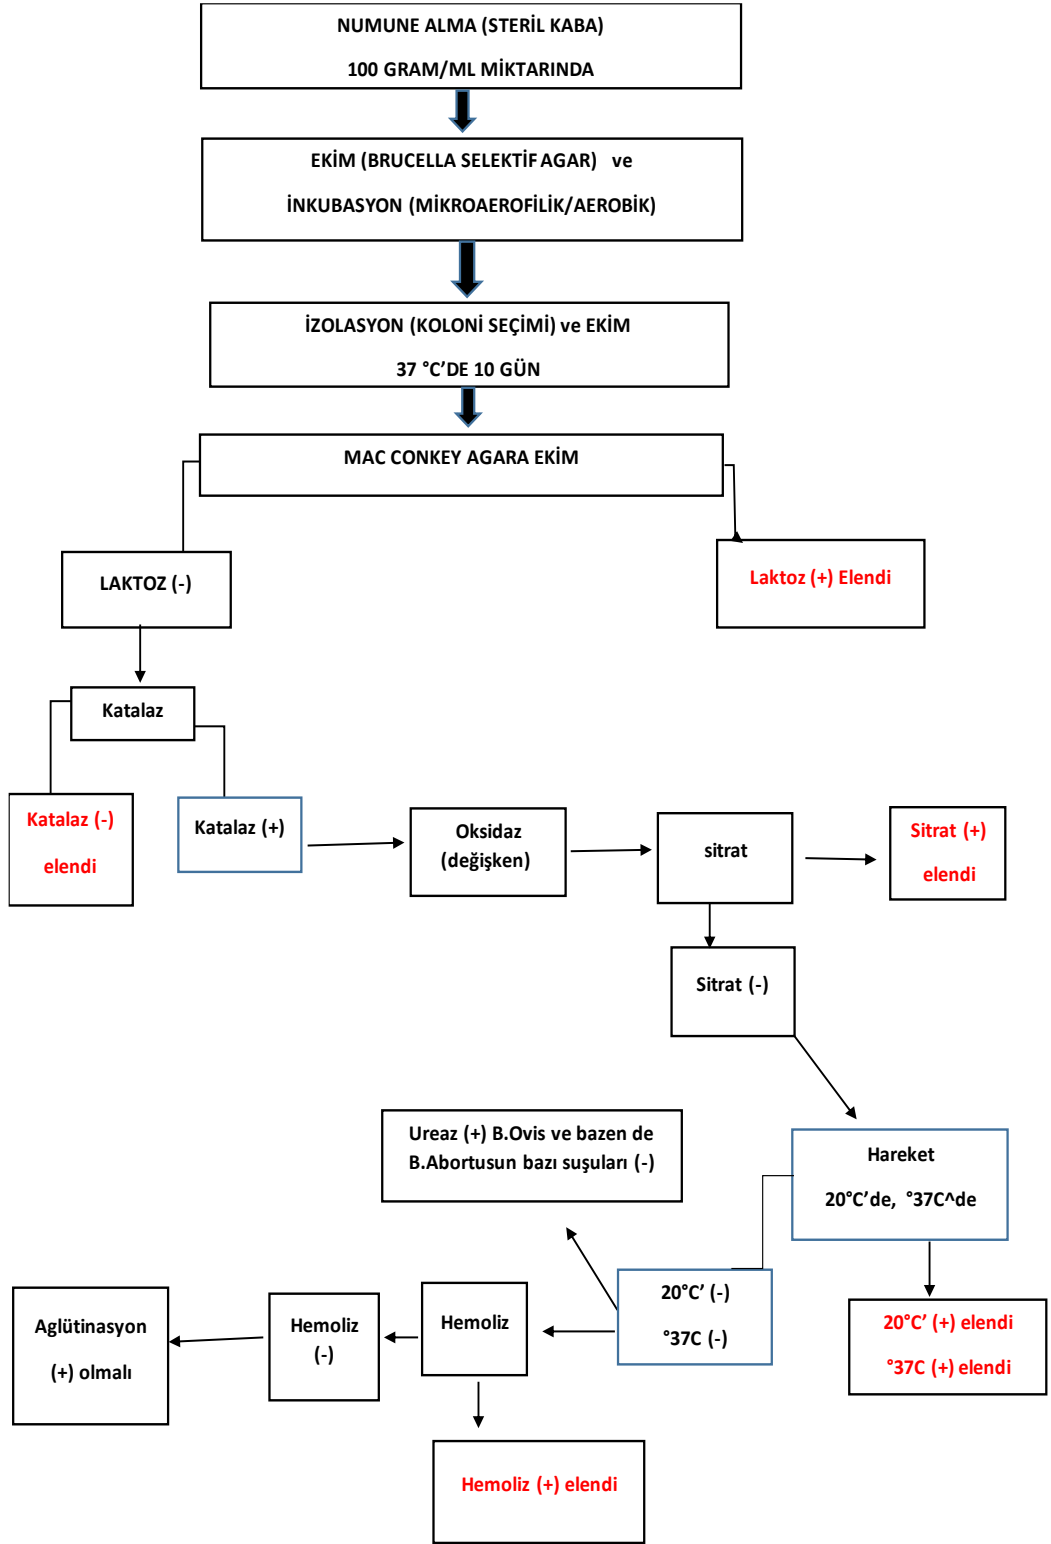 NUMUNE ALMA (STERİL KABA)
100 GRAM/ML MİKTARINDA
EKİM (BRUCELLA SELEKTİF AGAR) ve
İNKUBASYON (MİKROAEROFİLİK/AEROBİK)
İZOLASYON (KOLONİ SEÇİMİ) ve EKİM
37 °C'DE 10 GÜN
MAC CONKEY AGARA EKİM
LAKTOZ (-)
Laktoz (+) Elendi
Katalaz
Katalaz (-)
elendi
Katalaz (+)
Oksidaz
(değişken)
sitrat
Sitrat (+)
elendi
Sitrat (-)
Ureaz (+) B.Ovis ve bazen de
B.Abortusun bazı suşuları (-)
Hareket
20°C'de, °37C^de
20°C' (-)
°37C (-)
20°C' (+) elendi
°37C (+) elendi
Hemoliz
Hemoliz
(-)
Aglütinasyon
(+) olmalı
Hemoliz (+) elendi